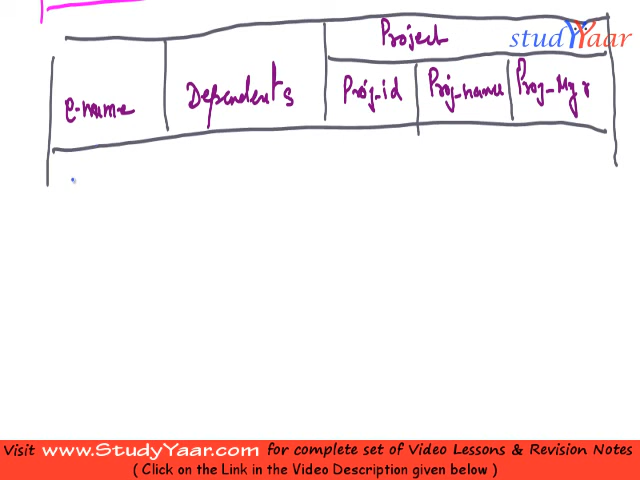 Project
studYYaar
e-name Dependents Proj-id Proj-name Proj-Mgr
Visit www.StudyYaar.com for complete set of Video Lessons & Revision Notes
( Click on the Link in the Video Description given below )